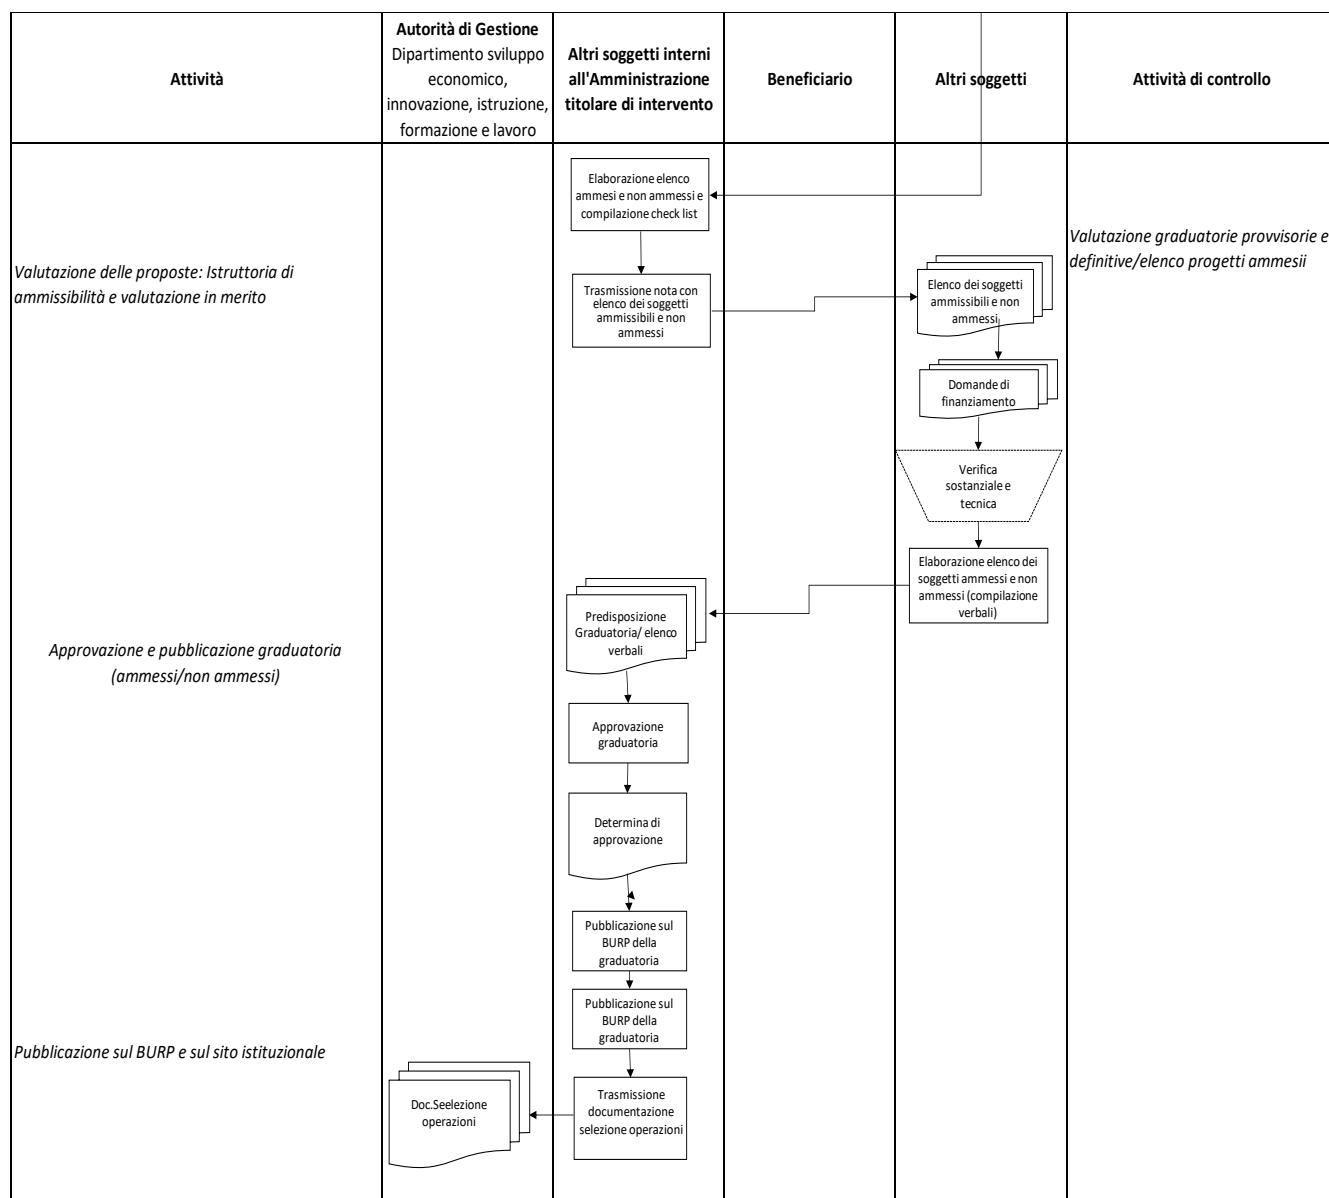 Attività
Autorità di Gestione
Dipartimento sviluppo
economico,
innovazione, istruzione,
formazione e lavoro
Altri soggetti interni
all'Amministrazione
titolare di intervento
Beneficiario
Altri soggetti
Attività di controllo
Elaborazione elenco
ammesi e non ammessi e
compilazione check list
Valutazione graduatorie provvisorie e
definitive/elenco progetti ammesii
Valutazione delle proposte: Istruttoria di
ammissibilità e valutazione in merito
Trasmissione nota con
elenco dei soggetti
ammissibili e non
ammessi
Elenco dei soggetti
ammissibili e non
ammessi
Domande di
finanziamento
Verifica
sostanziale e
tecnica
Elaborazione elenco dei
soggetti ammessi e non
ammessi (compilazione
verbali)
Predisposizione
Graduatoria/ elenco
verbali
Approvazione e pubblicazione graduatoria
(ammessi/non ammessi)
Approvazione
graduatoria
Determina di
approvazione
Pubblicazione sul
BURP della
graduatoria
Pubblicazione sul
BURP della
graduatoria
Pubblicazione sul BURP e sul sito istituzionale
Doc.Seelezione
operazioni
Trasmissione
documentazione
selezione operazioni